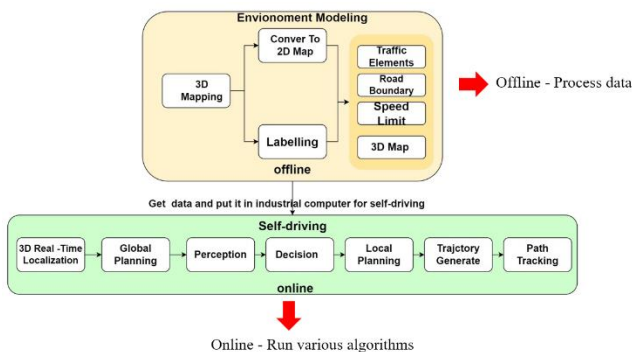 Envionoment Modeling
3D
Mapping
Conver To
2D Map
Labelling
Traffic
Elements
Road
Boundary
Speed
Limit
3D Map
offline
Offline - Process data
Get data and put it in industrial computer for self-driving
Self-driving
3D Real -Time
Localization
Global
Planning
Perception
Decision
Local
Planning
Trajctory
Generate
Path
Tracking
online
Online - Run various algorithms